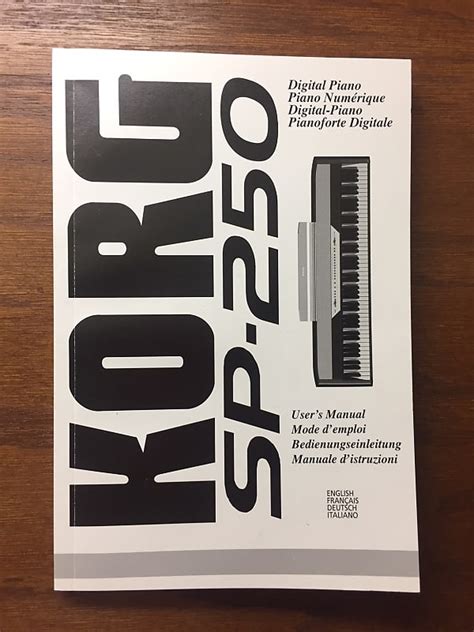 KORG
SP-250
Digital Piano
Piano Numérique
Digital-Piano
Pianoforte Digitale
User's Manual
Mode d'emploi
Bedienungseinleitung
Manuale d'istruzioni
ENGLISH
FRANÇAIS
DEUTSCH
ITALIANO